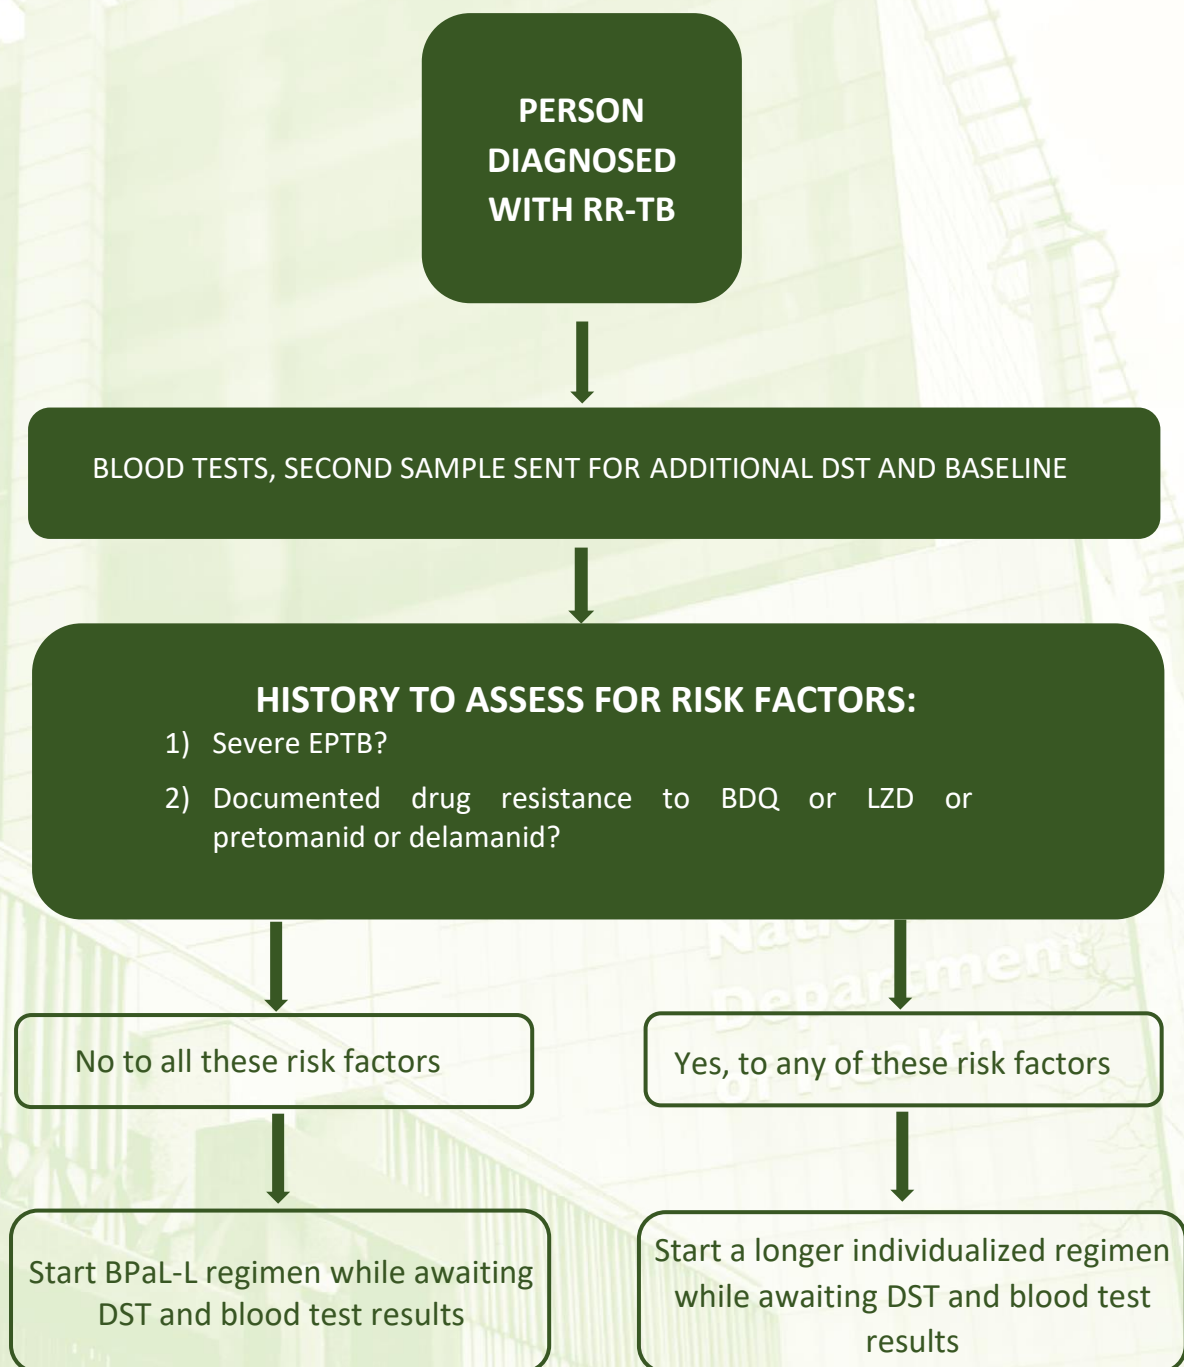 PERSON
DIAGNOSED
WITH RR-TB
BLOOD TESTS, SECOND SAMPLE SENT FOR ADDITIONAL DST AND BASELINE
HISTORY TO ASSESS FOR RISK FACTORS:
1) Severe EPTB?
2) Documented drug resistance to BDQ or LZD or
pretomanid or delamanid?
Department
of Health
No to all these risk factors
Yes, to any of these risk factors
Start BPaL-L regimen while awaiting
DST and blood test results
Start a longer individualized regimen
while awaiting DST and blood test
results